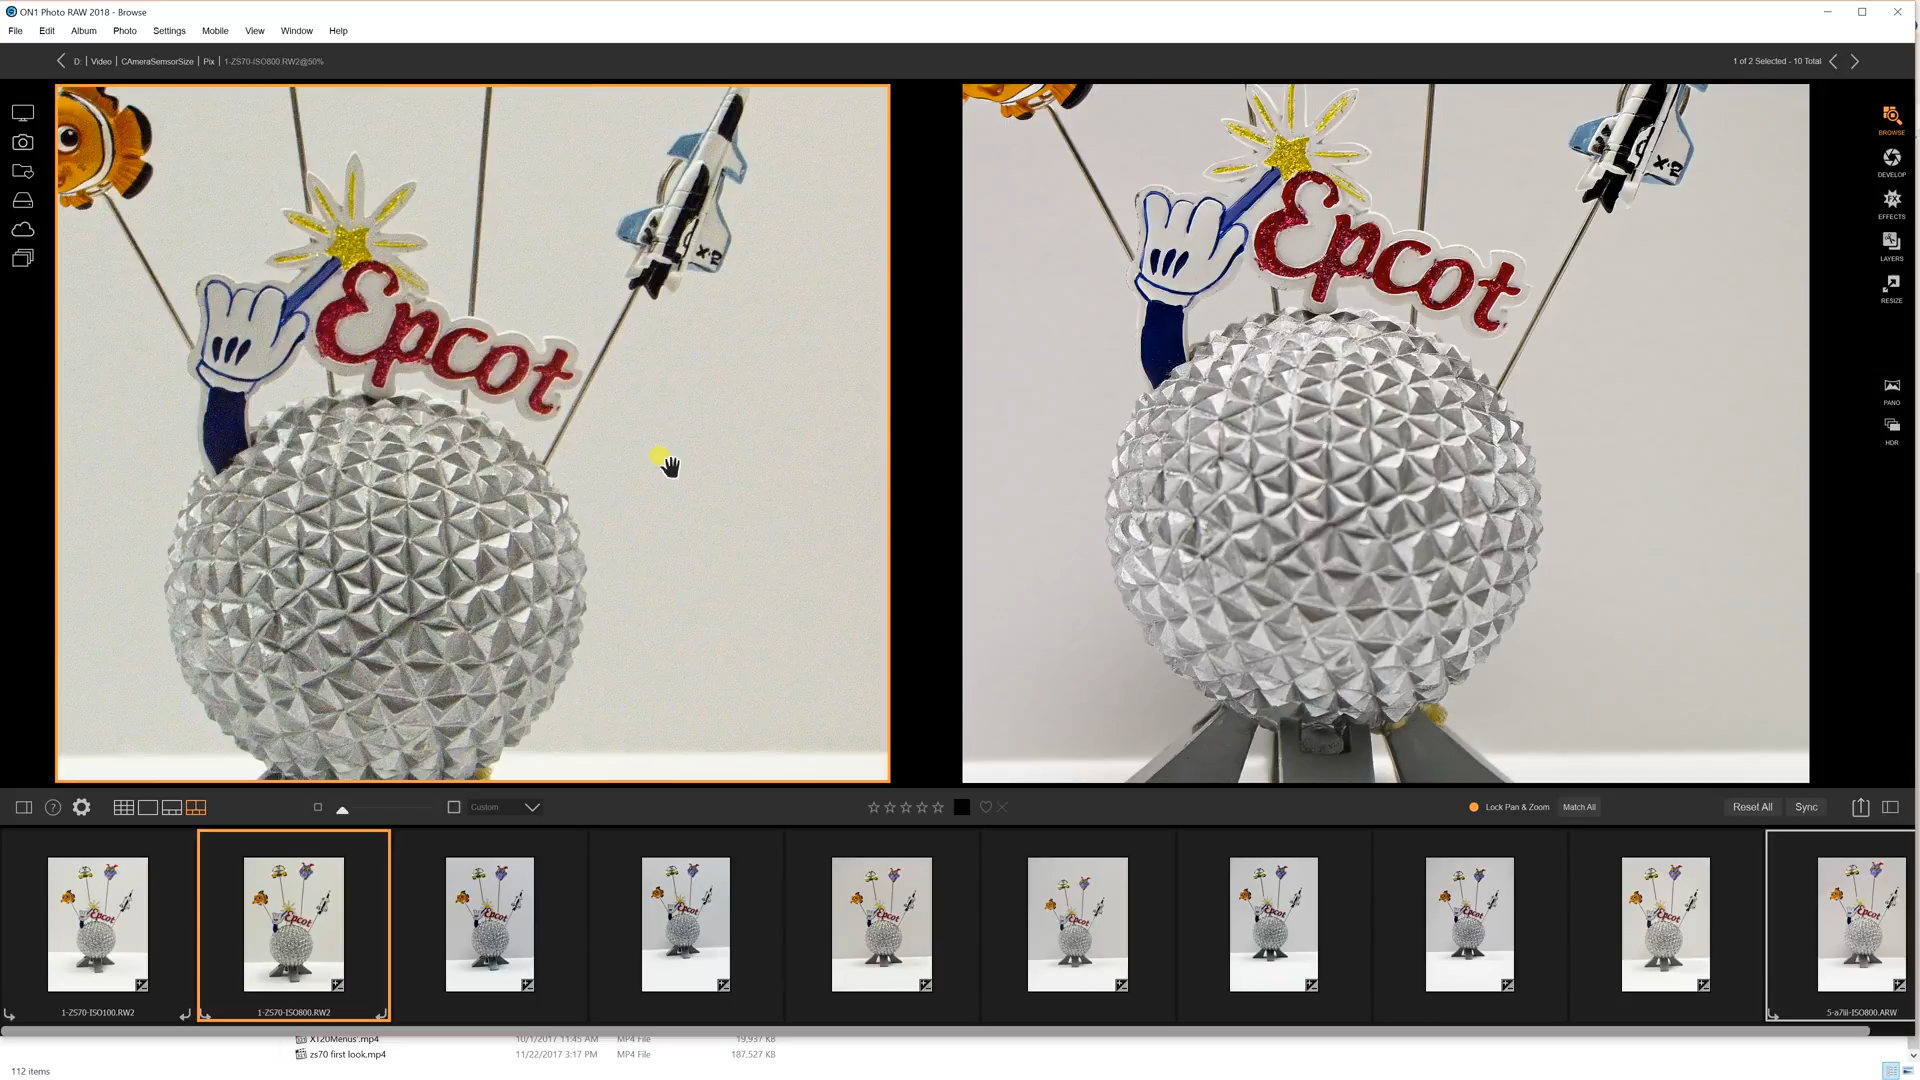 ON1 Photo RAW 2018 - Browse
File Edit Album Photo Settings Mobile View Window Help
D: | Video | CAmeraSemsorSize | Pix | 1-ZS70-ISO800.RW2@50%
1 of 2 Selected - 10 Total
Epcot
X-2
Epcot
X-2
BROWSE
DEVELOP
EFFECTS
LAYERS
RESIZE
PANO
HDR
Custom
Lock Pan & Zoom
Match All
Reset All
Sync
1-ZS70-ISO100.RW2
1-ZS70-ISO800.RW2
5-a7iii-ISO800.ARW
XT20Menus'.mp4 10/1/2017 11:45 AM MP4 File 19,937 KB
zs70 first look.mp4 11/22/2017 3:17 PM MP4 File 187,527 KB
112 items